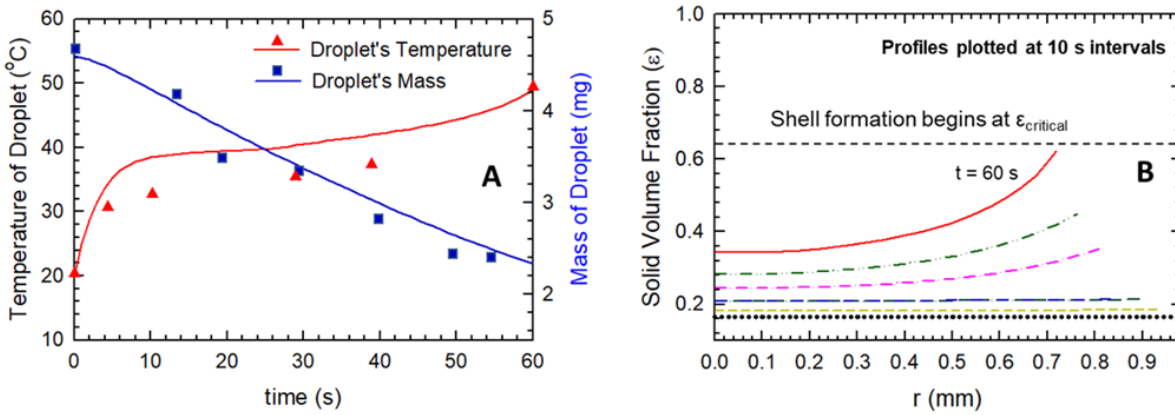 Temperature of Droplet (°C)
60
50
40
30
20
10
Droplet's Temperature
Droplet's Mass
A
5
4
3
2
Mass of Droplet (mg)
0 10 20 30 40 50 60
time (s)
Solid Volume Fraction (ε)
1.0
0.8
0.6
0.4
0.2
0.0
Profiles plotted at 10 s intervals
Shell formation begins at εcritical
t = 60 s
B
0.0 0.1 0.2 0.3 0.4 0.5 0.6 0.7 0.8 0.9
r (mm)